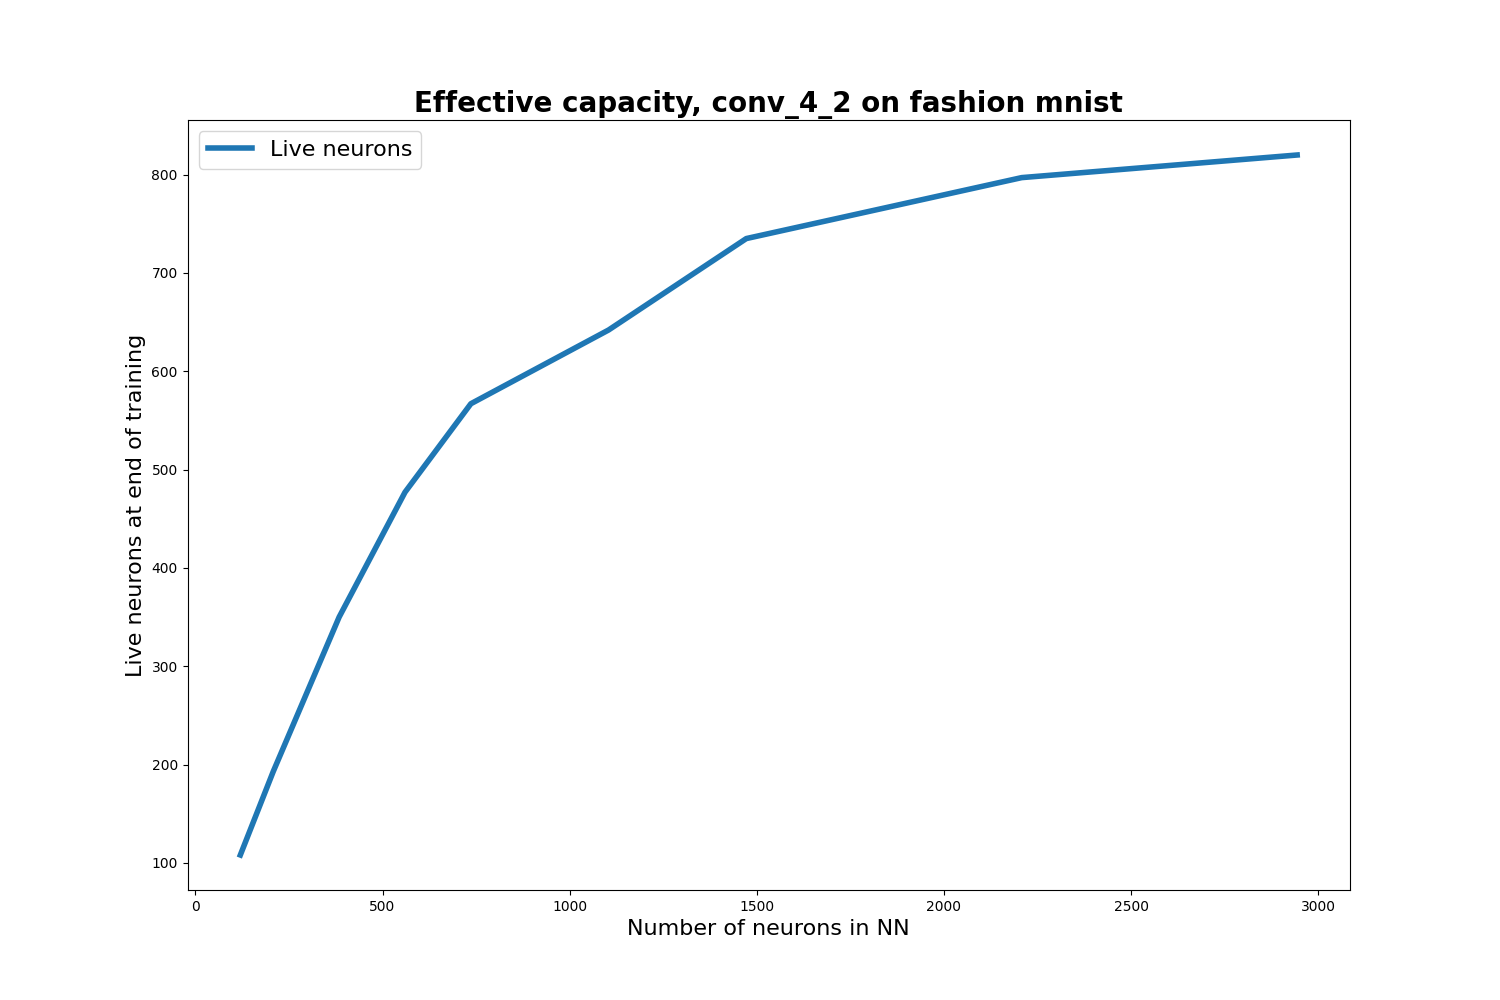 Effective capacity, conv_4_2 on fashion mnist
Live neurons
800
700
600
500
400
300
200
100
Live neurons at end of training
0 500 1000 1500 2000 2500 3000
Number of neurons in NN